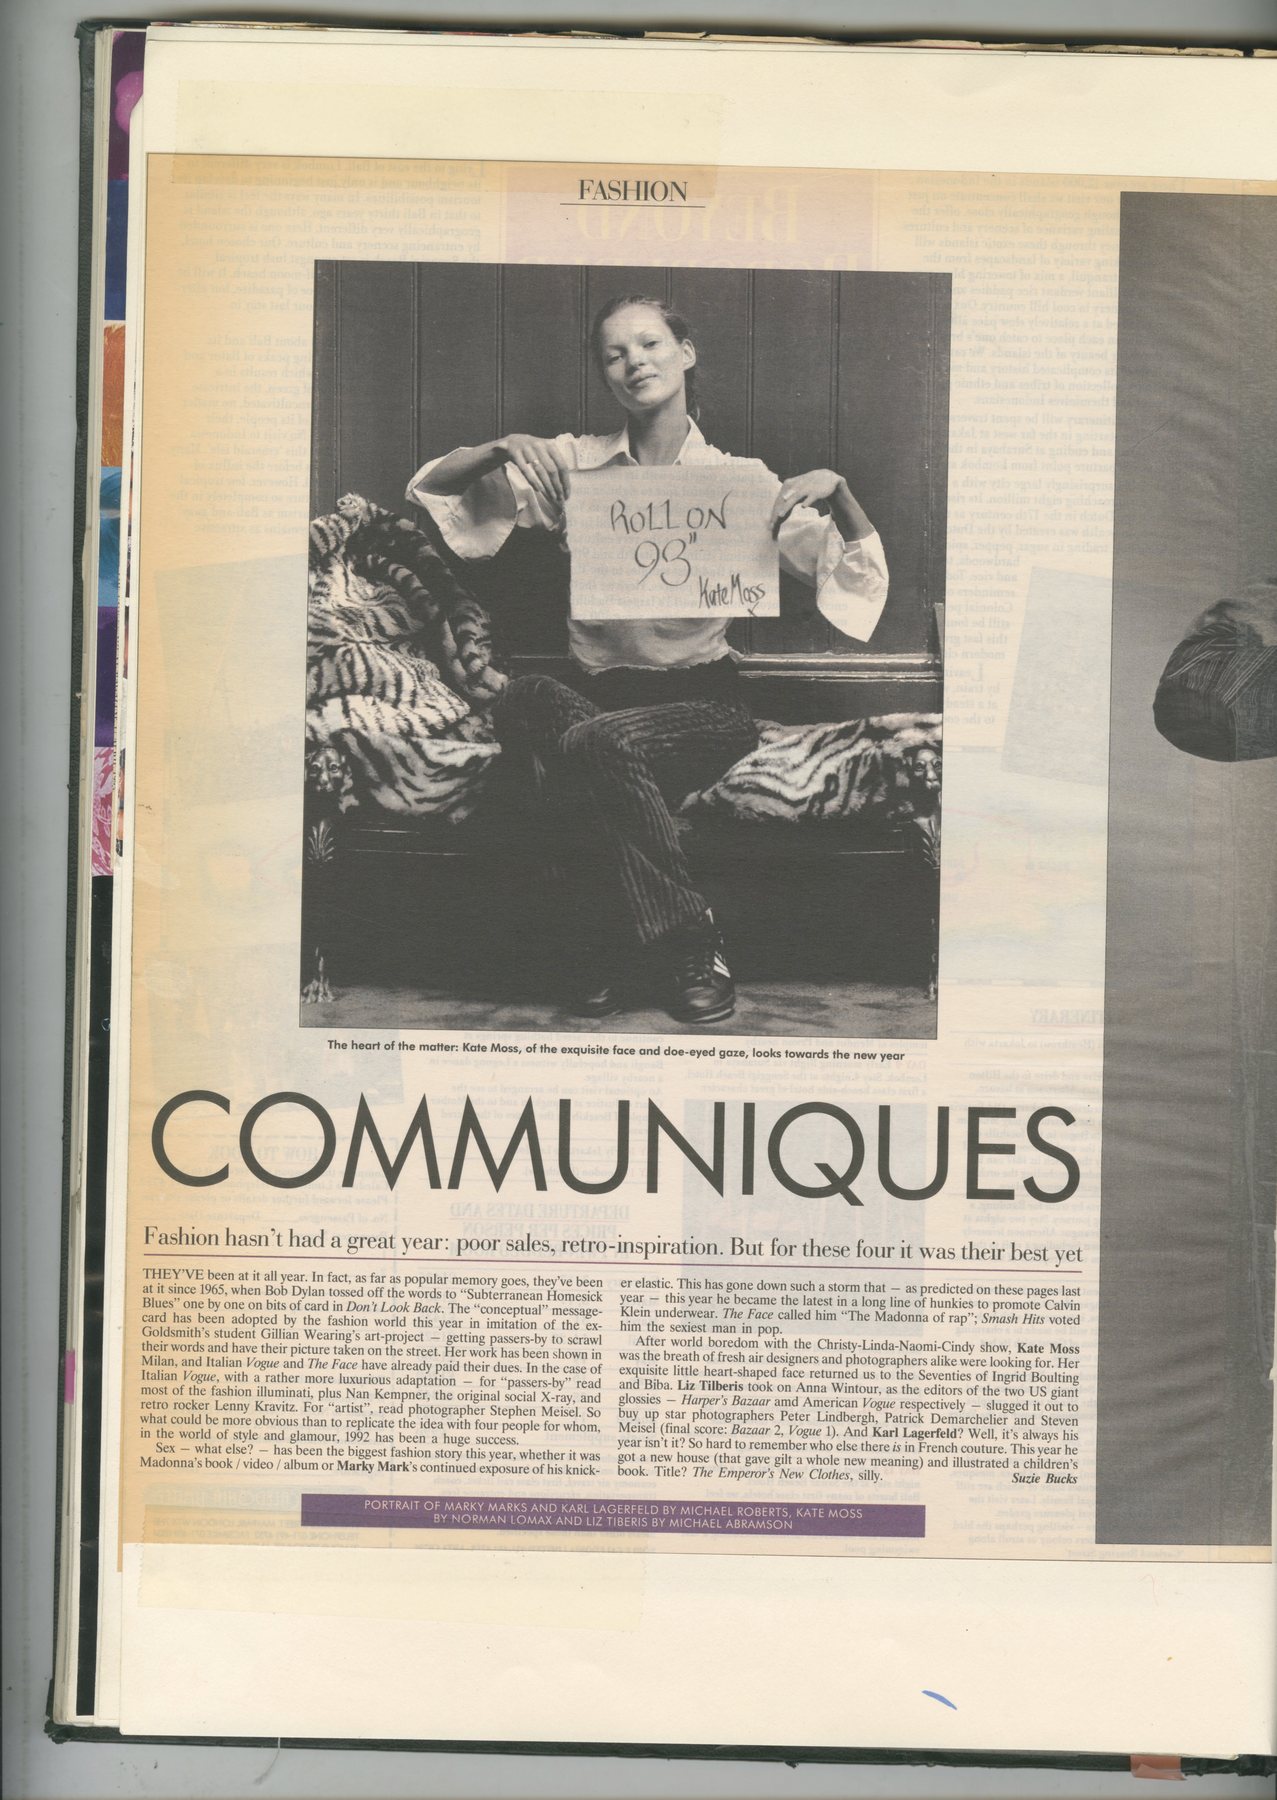 FASHION
ROLL ON
93"
Kate Moss
The heart of the matter: Kate Moss, of the exquisite face and doe-eyed gaze, looks towards the new year
COMMUNIQUES
Fashion hasn't had a great year: poor sales, retro-inspiration. But for these four it was their best yet
THEY'VE been at it all year. In fact, as far as popular memory goes, they've been
at it since 1965, when Bob Dylan tossed off the words to "Subterranean Homesick
Blues" one by one on bits of card in Don't Look Back. The "conceptual" message-
card has been adopted by the fashion world this year in imitation of the ex-
Goldsmith's student Gillian Wearing's art-project — getting passers-by to scrawl
their words and have their picture taken on the street. Her work has been shown in
Milan, and Italian Vogue and The Face have already paid their dues. In the case of
Italian Vogue, with a rather more luxurious adaptation — for "passers-by" read
most of the fashion illuminati, plus Nan Kempner, the original social X-ray, and
retro rocker Lenny Kravitz. For "artist", read photographer Stephen Meisel. So
what could be more obvious than to replicate the idea with four people for whom,
in the world of style and glamour, 1992 has been a huge success.
Sex — what else? — has been the biggest fashion story this year, whether it was
Madonna's book / video / album or Marky Mark's continued exposure of his knick-
er elastic. This has gone down such a storm that — as predicted on these pages last
year — this year he became the latest in a long line of hunkies to promote Calvin
Klein underwear. The Face called him "The Madonna of rap"; Smash Hits voted
him the sexiest man in pop.
After world boredom with the Christy-Linda-Naomi-Cindy show, Kate Moss
was the breath of fresh air designers and photographers alike were looking for. Her
exquisite little heart-shaped face returned us to the Seventies of Ingrid Boulting
and Biba. Liz Tilberis took on Anna Wintour, as the editors of the two US giant
glossies — Harper's Bazaar amd American Vogue respectively — slugged it out to
buy up star photographers Peter Lindbergh, Patrick Demarchelier and Steven
Meisel (final score: Bazaar 2, Vogue 1). And Karl Lagerfeld? Well, it's always his
year isn't it? So hard to remember who else there is in French couture. This year he
got a new house (that gave gilt a whole new meaning) and illustrated a children's
book. Title? The Emperor's New Clothes, silly.
Suzie Bucks
PORTRAIT OF MARKY MARKS AND KARL LAGERFELD BY MICHAEL ROBERTS, KATE MOSS
BY NORMAN LOMAX AND LIZ TIBERIS BY MICHAEL ABRAMSON